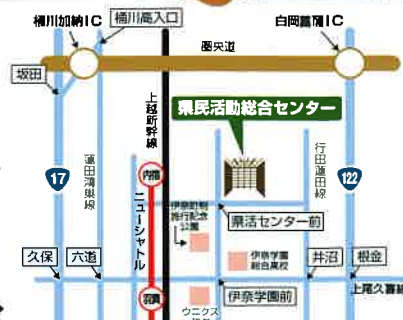 桶川加納IC
桶川高入口
白岡菖蒲IC
圏央道
坂田
上越新幹線
県民活動総合センター
蓮田鴻巣線
行田蓮田線
17
内宿
122
ニューシャトル
伊奈町制
施行記念
公園
県活センター前
久保
六道
伊奈学園
総合高校
井沼
根金
上尾久喜線
羽貫
伊奈学園前
ウニクス